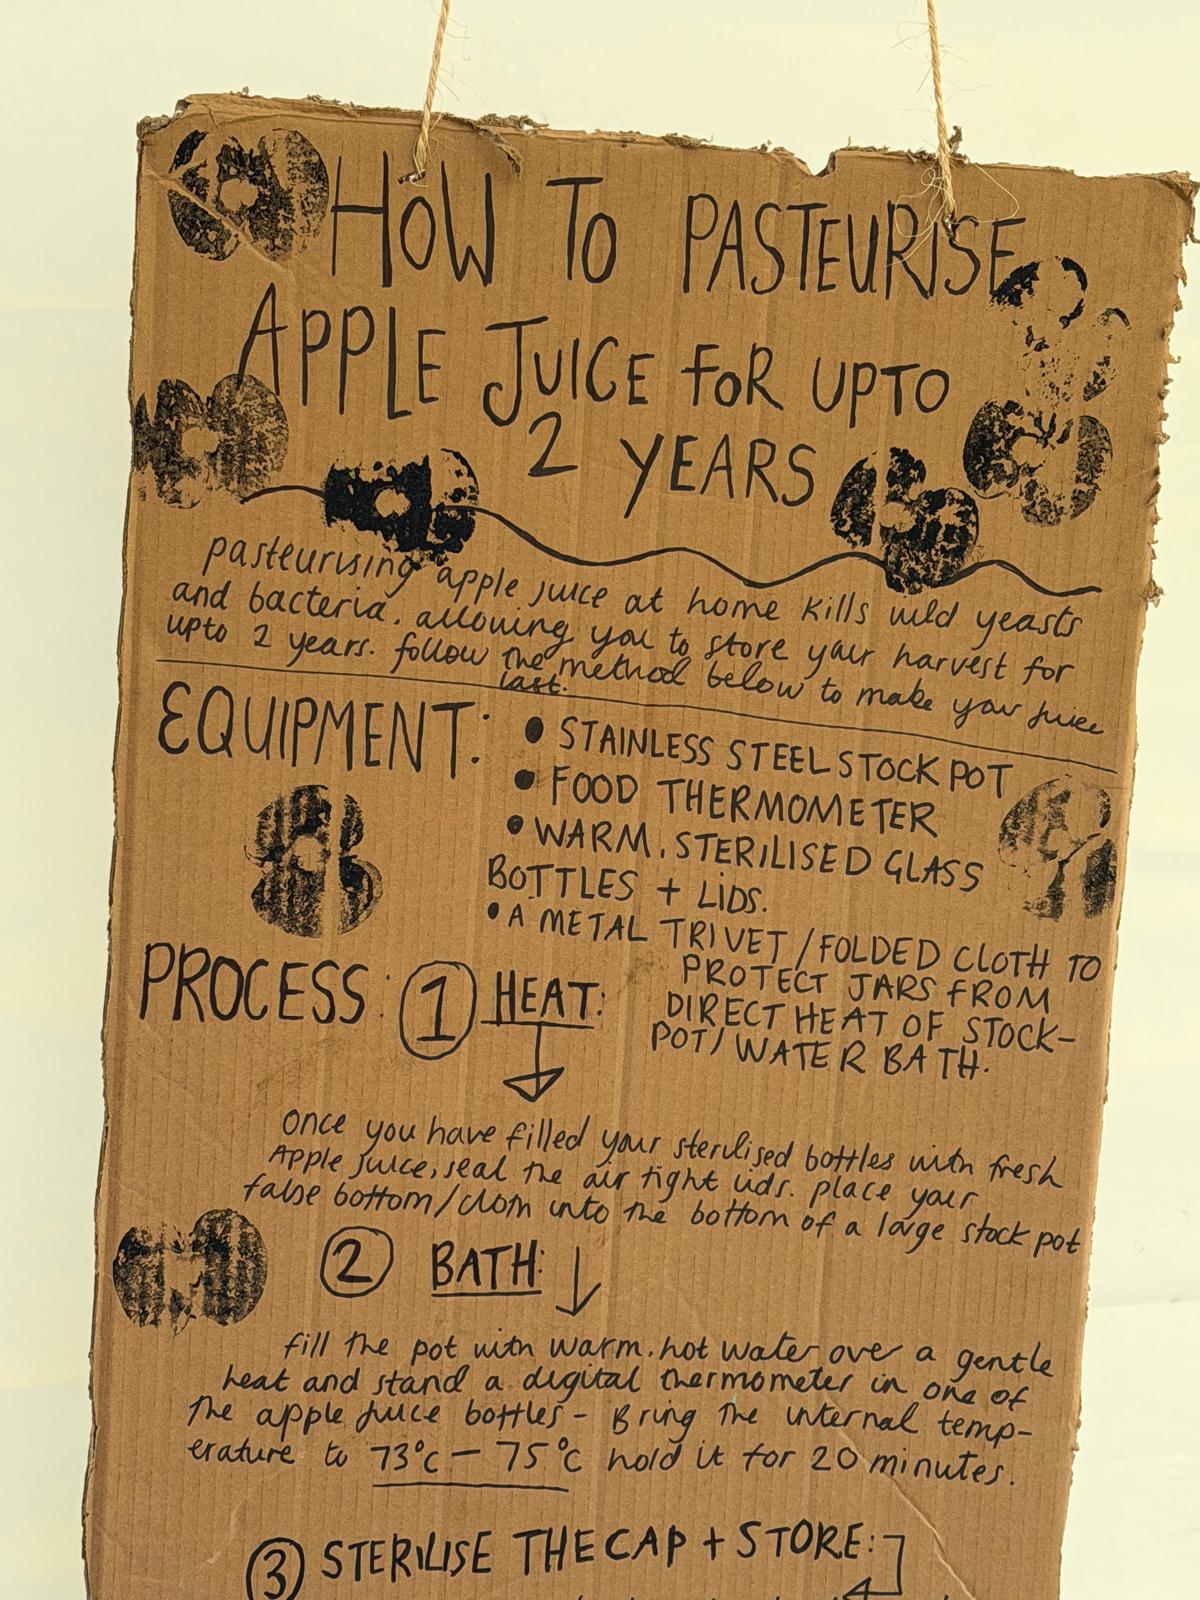 HOW TO PASTEURISE
APPLE JUICE FOR UPTO
2 YEARS
pasteurising apple juice at home kills wild yeasts
and bacteria, allowing you to store your harvest for
upto 2 years. follow the method below to make your juice
last.
EQUIPMENT:
• STAINLESS STEEL STOCK POT
• FOOD THERMOMETER
• WARM, STERILISED GLASS
BOTTLES + LIDS.
• A METAL TRIVET / FOLDED CLOTH TO
PROTECT JARS FROM
DIRECT HEAT OF STOCK-
POT/ WATER BATH.
PROCESS: 1 HEAT:
Once you have filled your sterilised bottles with fresh
Apple juice, seal the air tight lids. place your
false bottom/cloth into the bottom of a large stock pot
2 BATH:
fill the pot with warm, hot water over a gentle
heat and stand a digital thermometer in one of
the apple juice bottles - Bring the internal temp-
erature to 73°C - 75°C hold it for 20 minutes.
3 STERILISE THE CAP + STORE: